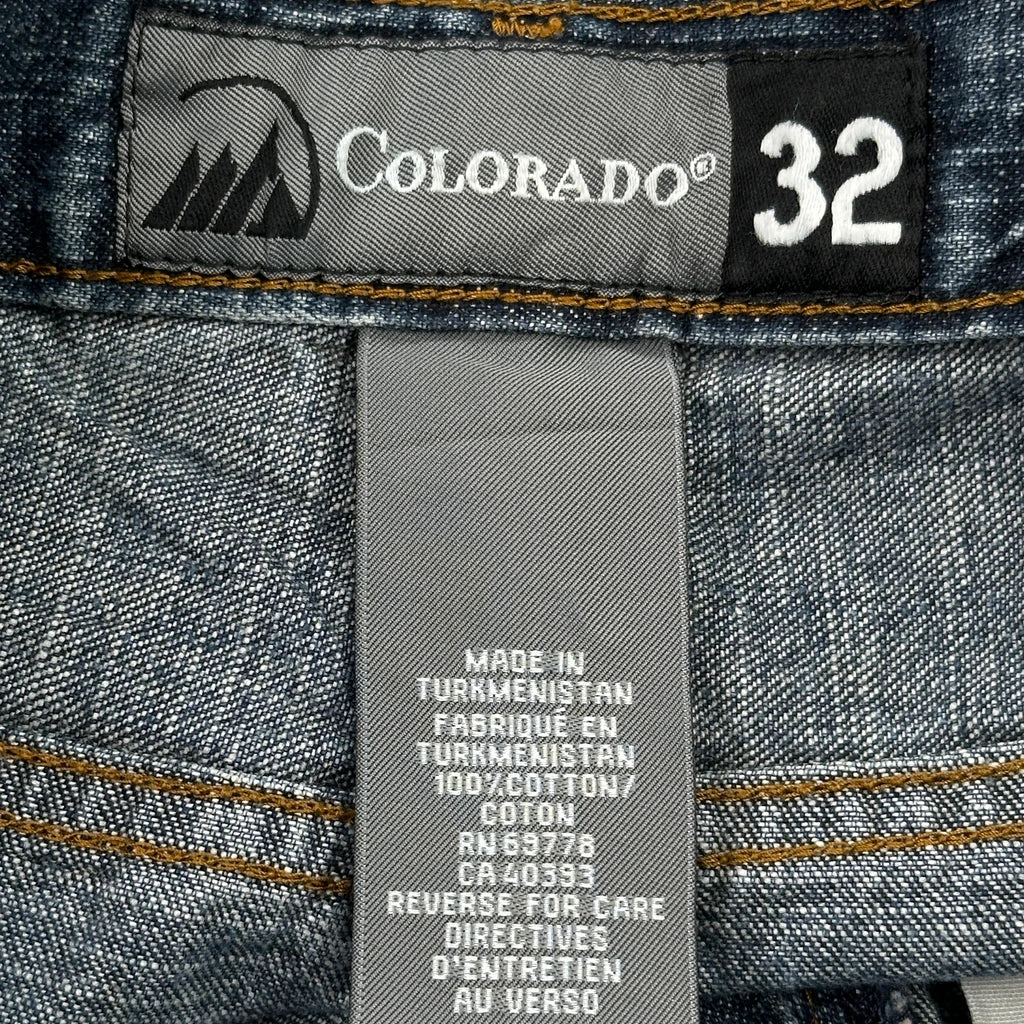 COLORADO® 32
MADE IN
TURKMENISTAN
FABRIQUÉ EN
TURKMENISTAN
100%COTTON/
COTON
RN 69778
CA 40393
REVERSE FOR CARE
DIRECTIVES
D'ENTRETIEN
AU VERSO